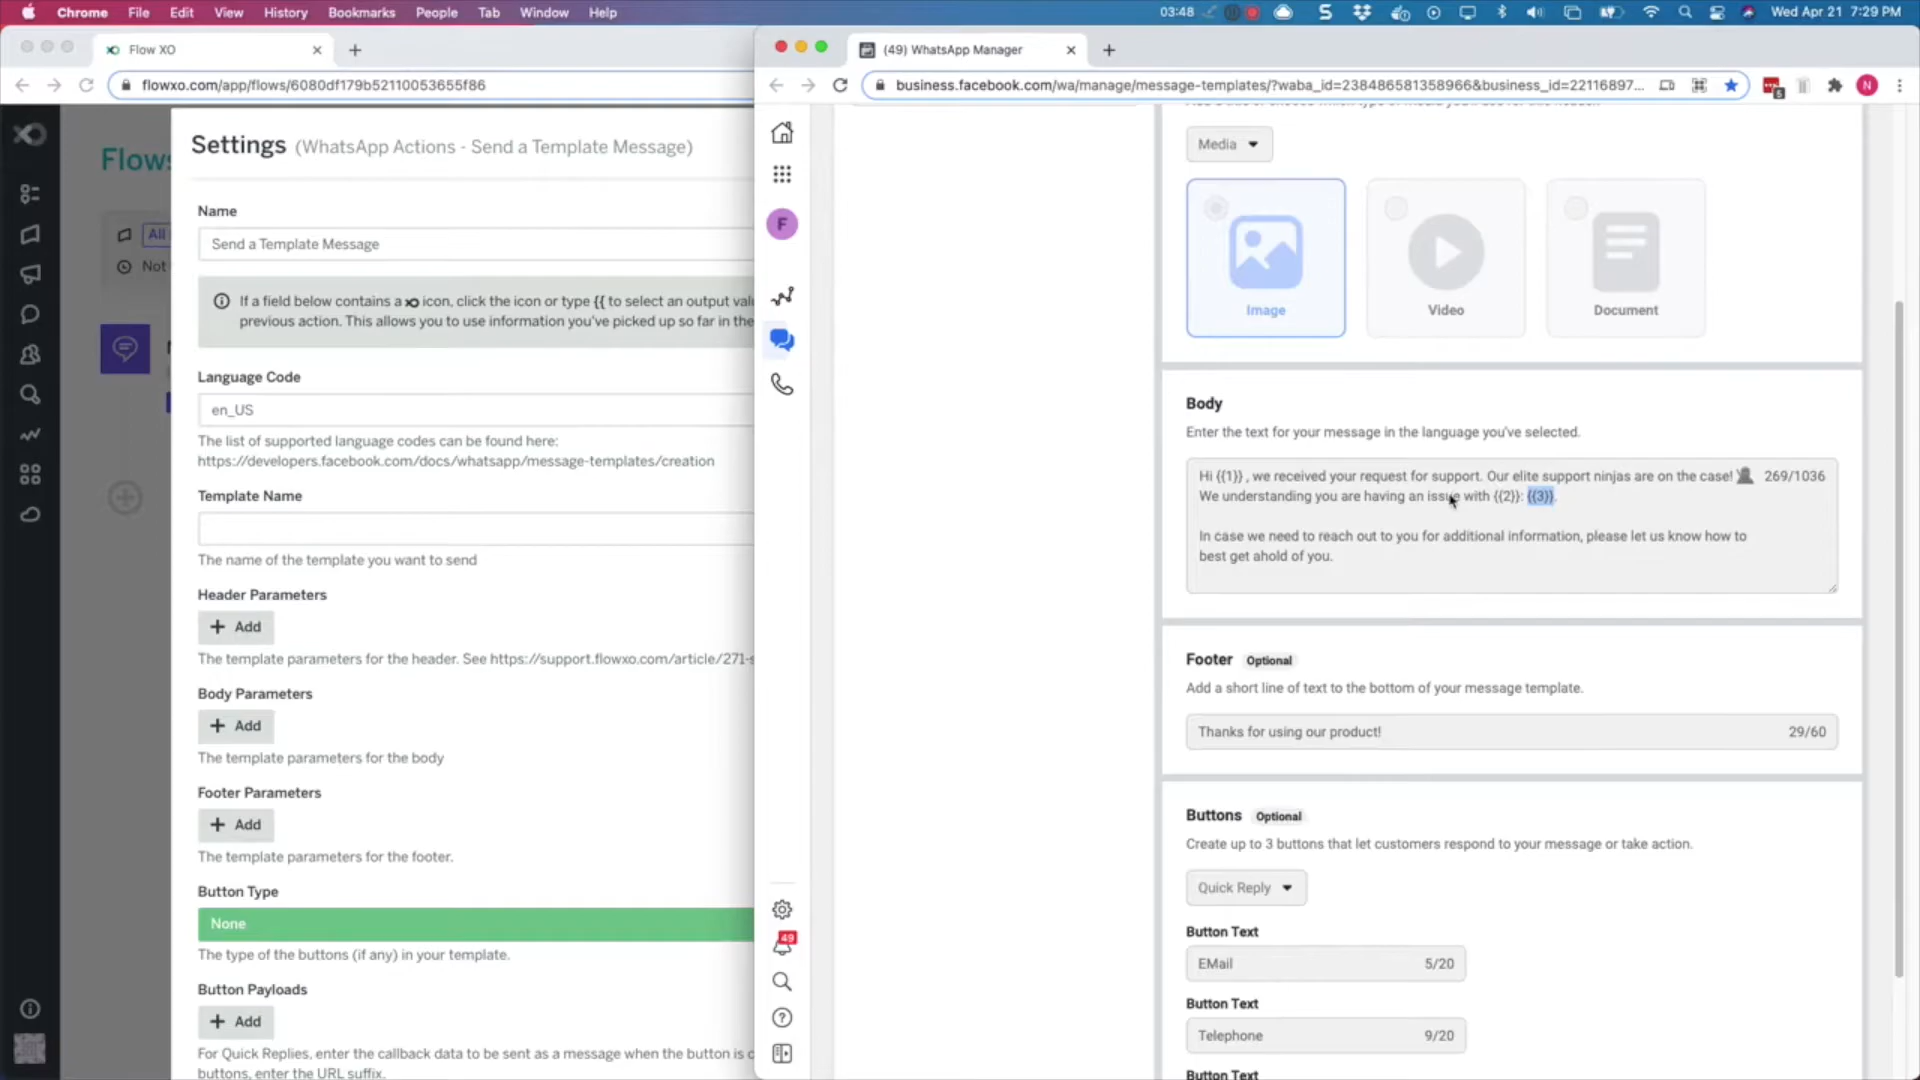 Chrome File Edit View History Bookmarks People Tab Window Help
03:48
Wed Apr 21 7:29 PM
Flow XO
flowxo.com/app/flows/6080df179b52110053655f86
Flows
All
Not
Settings (WhatsApp Actions - Send a Template Message)
Name
Send a Template Message
If a field below contains a xo icon, click the icon or type {{ to select an output val
previous action. This allows you to use information you've picked up so far in the
Language Code
en_US
The list of supported language codes can be found here:
https://developers.facebook.com/docs/whatsapp/message-templates/creation
Template Name
The name of the template you want to send
Header Parameters
+ Add
The template parameters for the header. See https://support.flowxo.com/article/271-s
Body Parameters
+ Add
The template parameters for the body
Footer Parameters
+ Add
The template parameters for the footer.
Button Type
None
The type of the buttons (if any) in your template.
Button Payloads
+ Add
For Quick Replies, enter the callback data to be sent as a message when the button is c
buttons, enter the URL suffix.
(49) WhatsApp Manager
business.facebook.com/wa/manage/message-templates/?waba_id=238486581358966&business_id=22116897...
5
N
F
49
Media
Image
Video
Document
Body
Enter the text for your message in the language you've selected.
Hi {{1}} , we received your request for support. Our elite support ninjas are on the case! 269/1036
We understanding you are having an issue with {{2}}: {{3}}.
In case we need to reach out to you for additional information, please let us know how to
best get ahold of you.
Footer Optional
Add a short line of text to the bottom of your message template.
Thanks for using our product! 29/60
Buttons Optional
Create up to 3 buttons that let customers respond to your message or take action.
Quick Reply
Button Text
EMail 5/20
Button Text
Telephone 9/20
Button Text